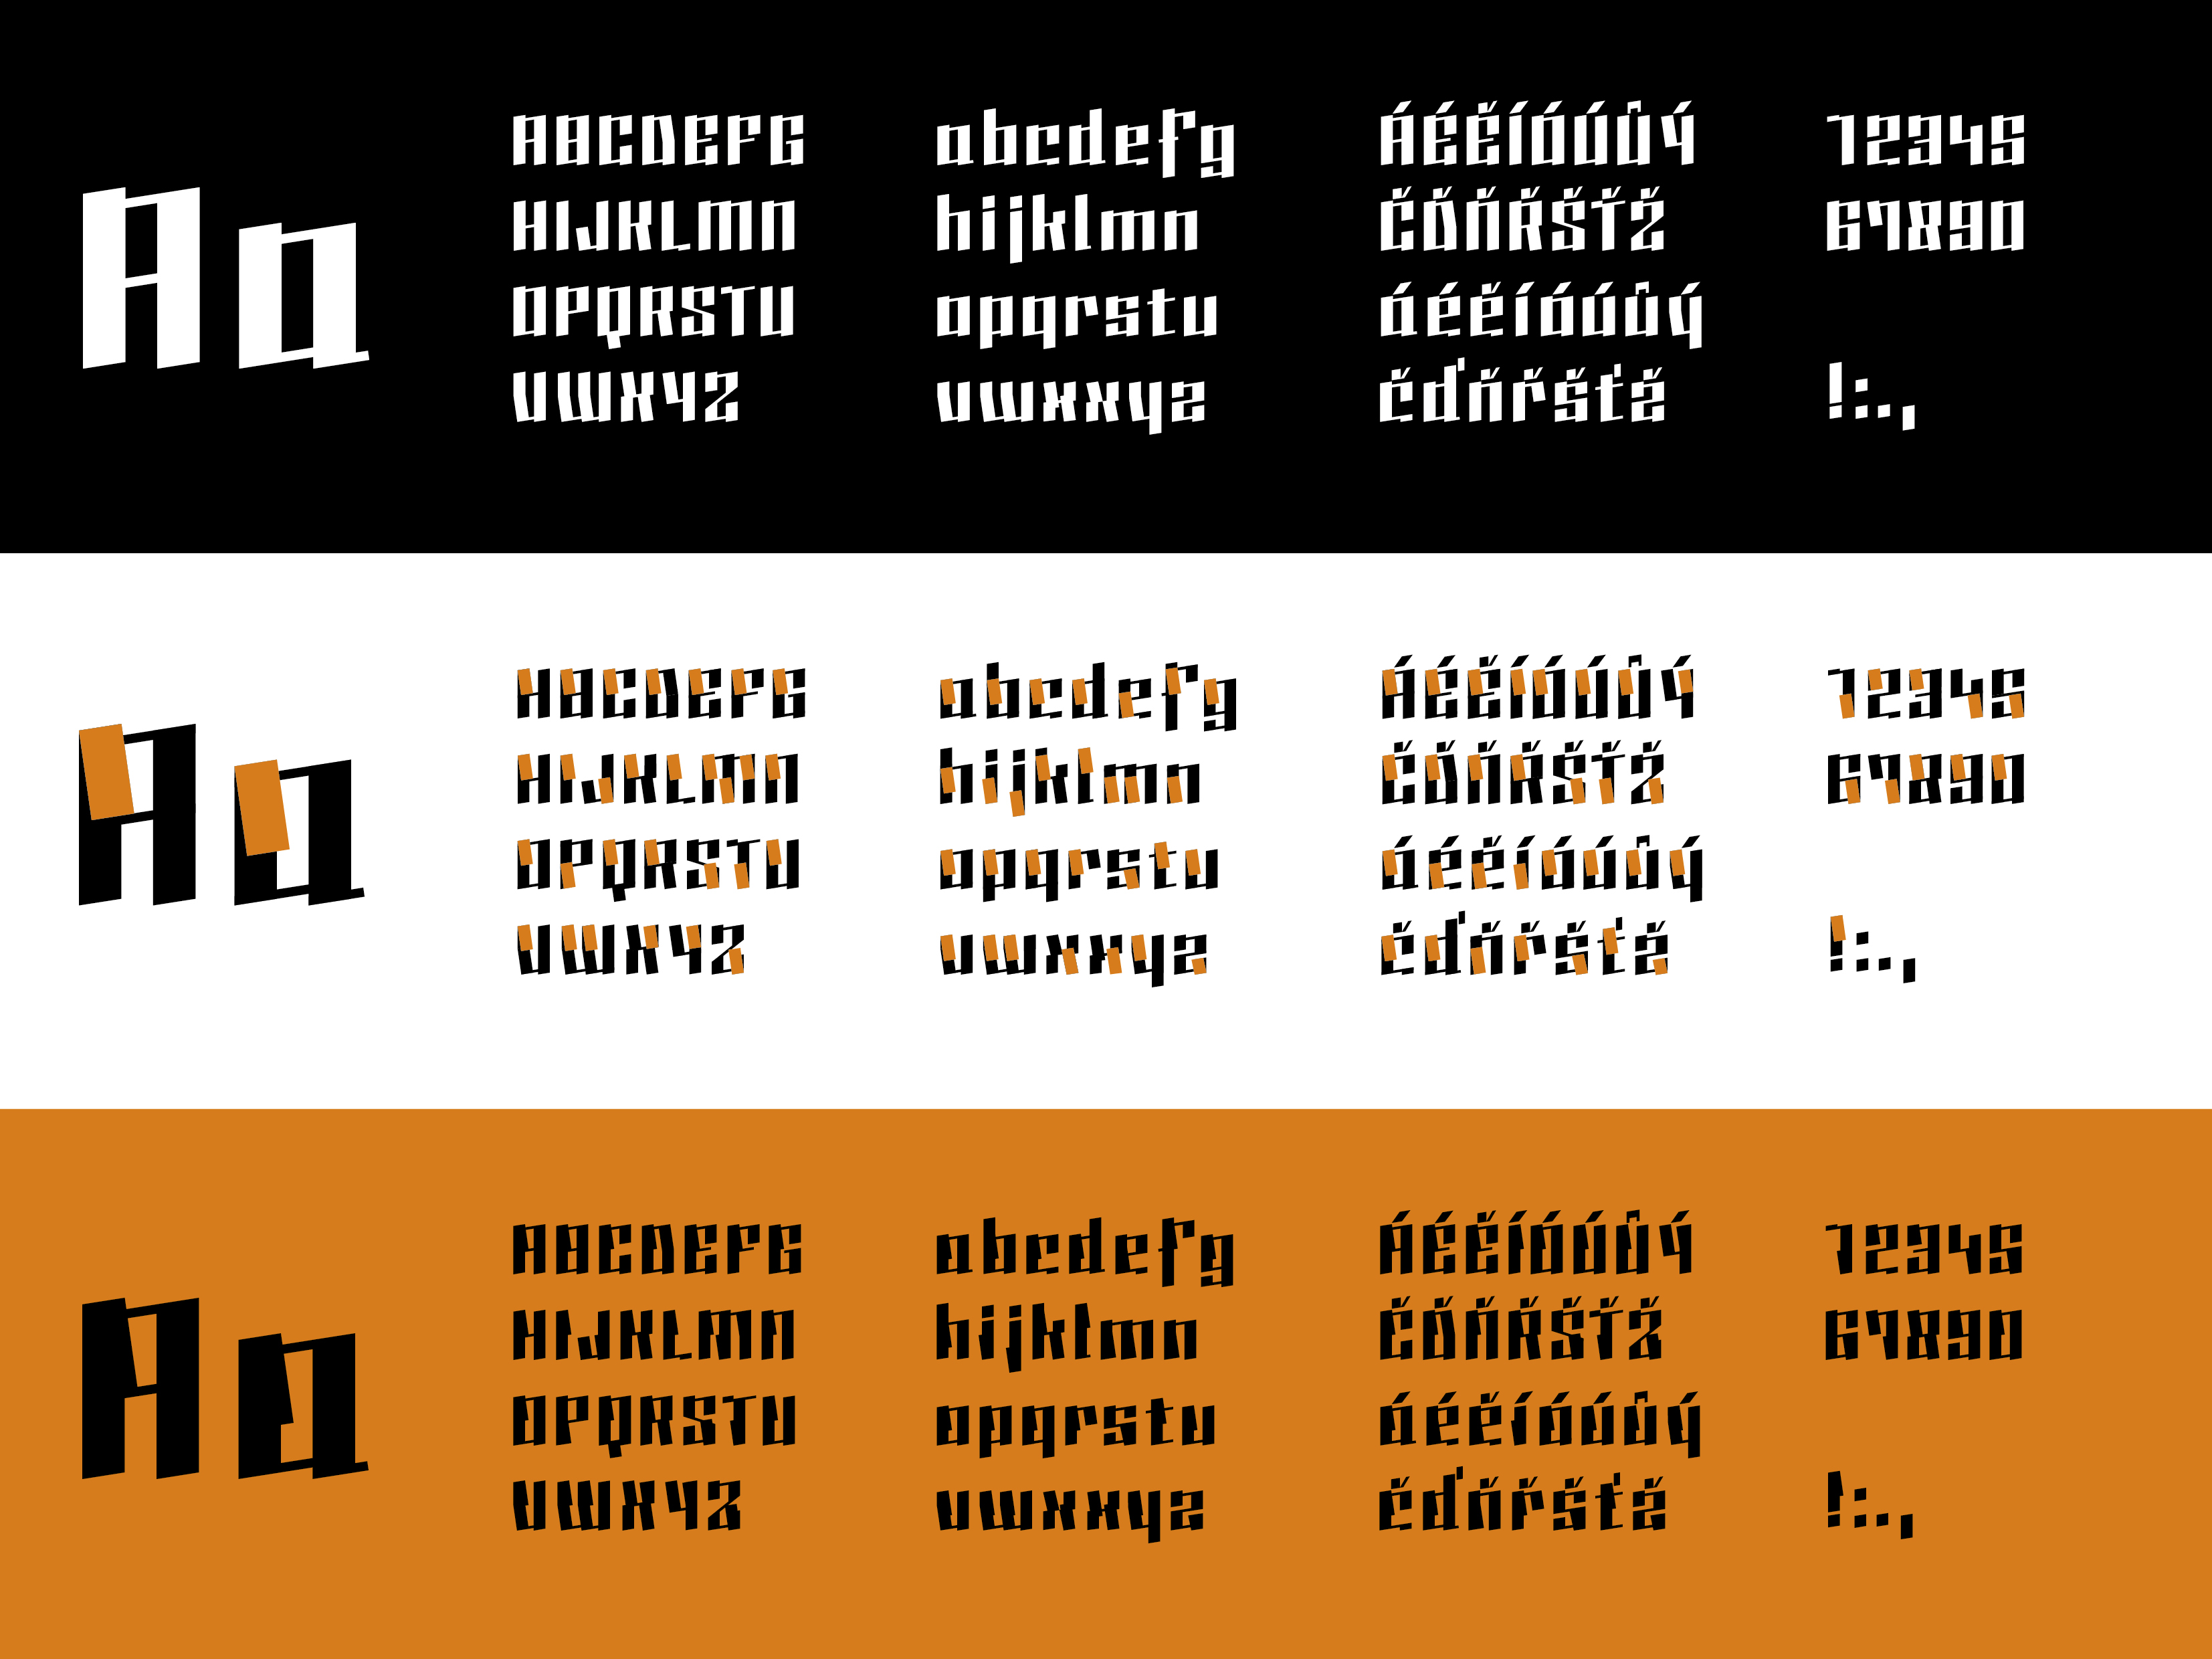 Aa
ABCDEFG
HIJKLMN
OPQRSTU
VWXYZ
abcdefg
hijklmn
opqrstu
vwxxyz
ÁÉĚÍÓÚŮÝ
ČĎŇŘŠŤŽ
áéěíóúůý
čďňřšťž
12345
67890
!:.,
Aa
ABCDEFG
HIJKLMN
OPQRSTU
VWXYZ
abcdefg
hijklmn
opqrstu
vwxxyz
ÁÉĚÍÓÚŮÝ
ČĎŇŘŠŤŽ
áéěíóúůý
čďňřšťž
12345
67890
!:.,
Aa
ABCDEFG
HIJKLMN
OPQRSTU
VWXYZ
abcdefg
hijklmn
opqrstu
vwxxyz
ÁÉĚÍÓÚŮÝ
ČĎŇŘŠŤŽ
áéěíóúůý
čďňřšťž
12345
67890
!:.,